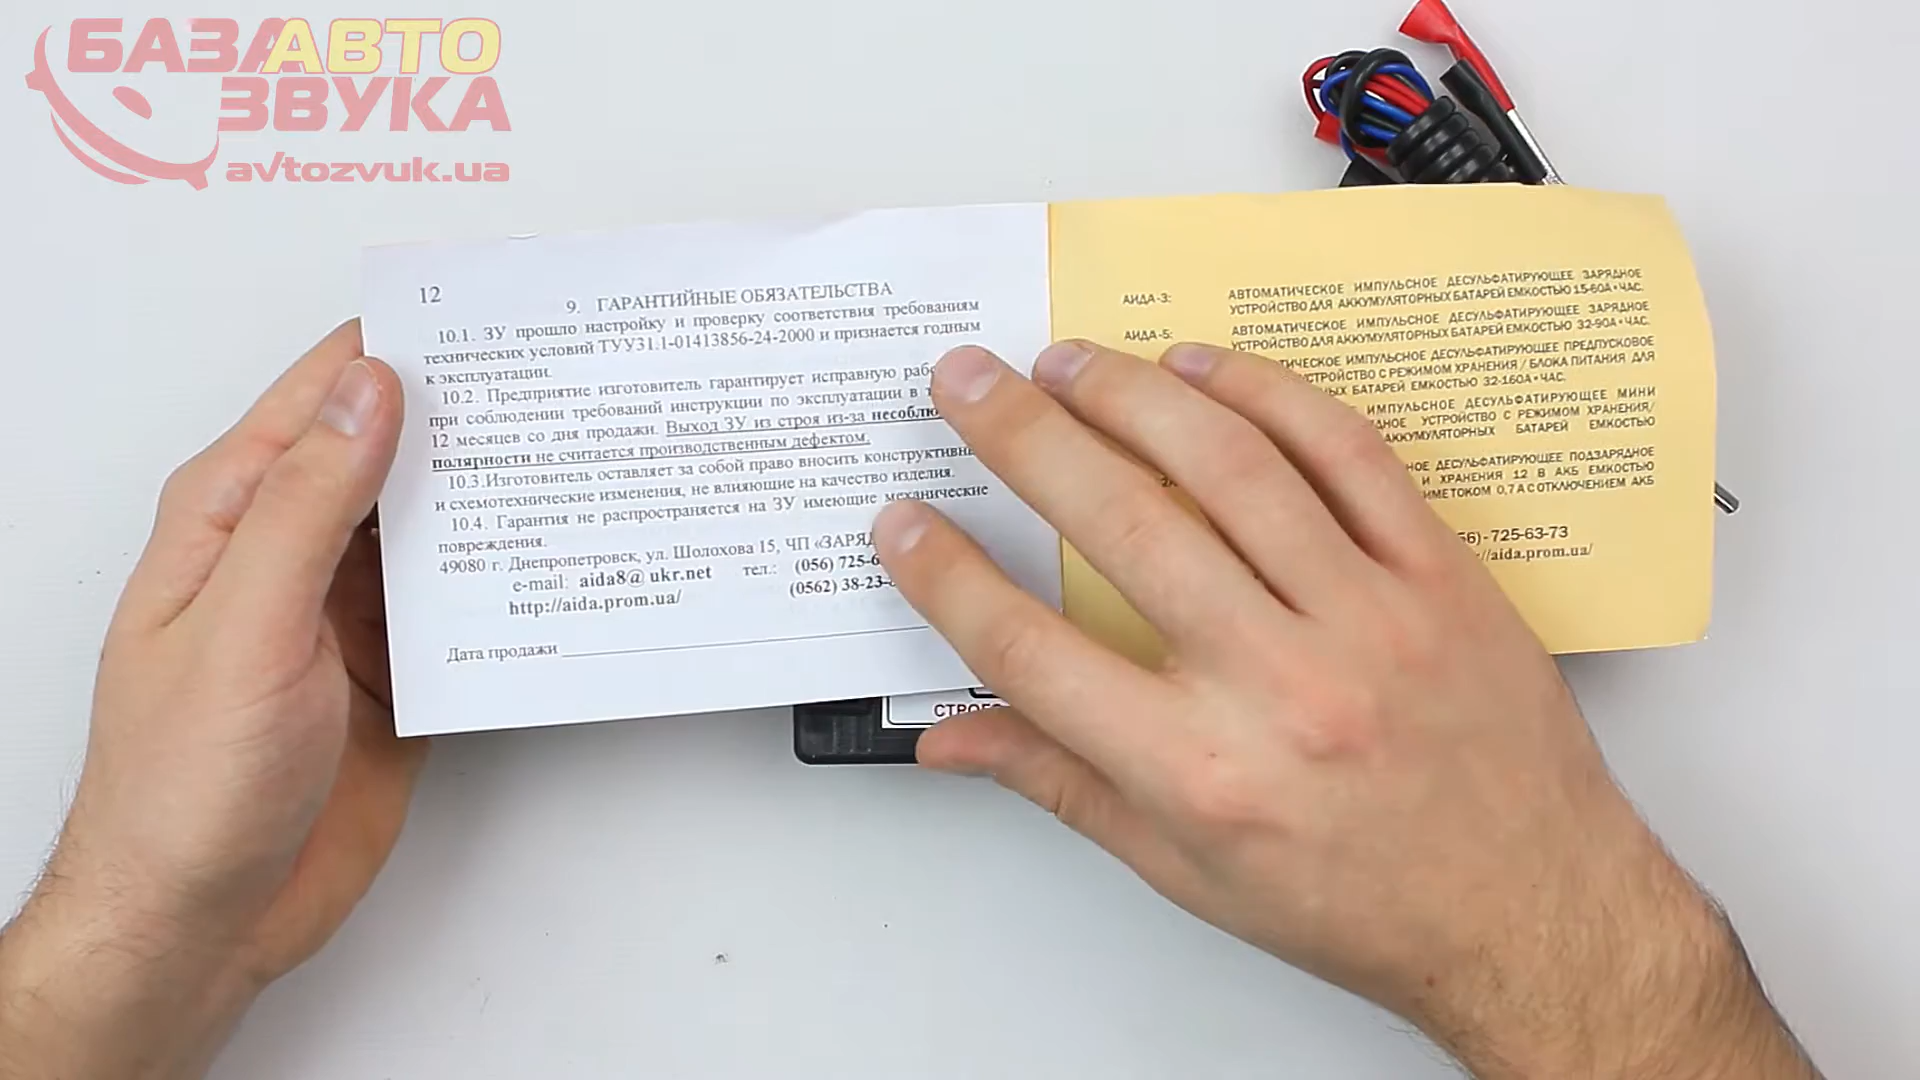 БАЗА АВТО
ЗВУКА
avtozvuk.ua
12
9. ГАРАНТИЙНЫЕ ОБЯЗАТЕЛЬСТВА
10.1. ЗУ прошло настройку и проверку соответствия требованиям
технических условий ТУУ31.1-01413856-24-2000 и признается годным
к эксплуатации.
10.2. Предприятие изготовитель гарантирует исправную
при соблюдении требований инструкции по эксплуатации в
12 месяцев со дня продажи. Выход ЗУ из строя из-за
полярности не считается производственным дефектом.
10.3.Изготовитель оставляет за собой право вносить
и схемотехнические изменения, не влияющие на качество изделия.
10.4. Гарантия не распространяется на ЗУ имеющие механические
повреждения.
49080 г. Днепропетровск, ул. Шолохова 15, ЧП
e-mail: aida8@ukr.net тел.: (056)
http://aida.prom.ua/ (0562)
Дата продажи
АИДА-3: АВТОМАТИЧЕСКОЕ ИМПУЛЬСНОЕ ДЕСУЛЬФАТИРУЮЩЕЕ ЗАРЯДНОЕ
УСТРОЙСТВО ДЛЯ АККУМУЛЯТОРНЫХ БАТАРЕЙ ЕМКОСТЬЮ 15-60А•ЧАС.
АИДА-5: АВТОМАТИЧЕСКОЕ ИМПУЛЬСНОЕ ДЕСУЛЬФАТИРУЮЩЕЕ ЗАРЯДНОЕ
УСТРОЙСТВО ДЛЯ АККУМУЛЯТОРНЫХ БАТАРЕЙ ЕМКОСТЬЮ 32-90А•ЧАС.
ИМПУЛЬСНОЕ ДЕСУЛЬФАТИРУЮЩЕЕ ПРЕДПУСКОВОЕ
УСТРОЙСТВО С РЕЖИМОМ ХРАНЕНИЯ / БЛОКА ПИТАНИЯ ДЛЯ
БАТАРЕЙ ЕМКОСТЬЮ 32-160А•ЧАС.
ИМПУЛЬСНОЕ ДЕСУЛЬФАТИРУЮЩЕЕ МИНИ
УСТРОЙСТВО С РЕЖИМОМ ХРАНЕНИЯ/
АККУМУЛЯТОРНЫХ БАТАРЕЙ ЕМКОСТЬЮ
ДЕСУЛЬФАТИРУЮЩЕЕ ПОДЗАРЯДНОЕ
И ХРАНЕНИЯ 12 В АКБ ЕМКОСТЬЮ
ТОКОМ 0,7 А С ОТКЛЮЧЕНИЕМ АКБ
725-63-73
//aida.prom.ua/